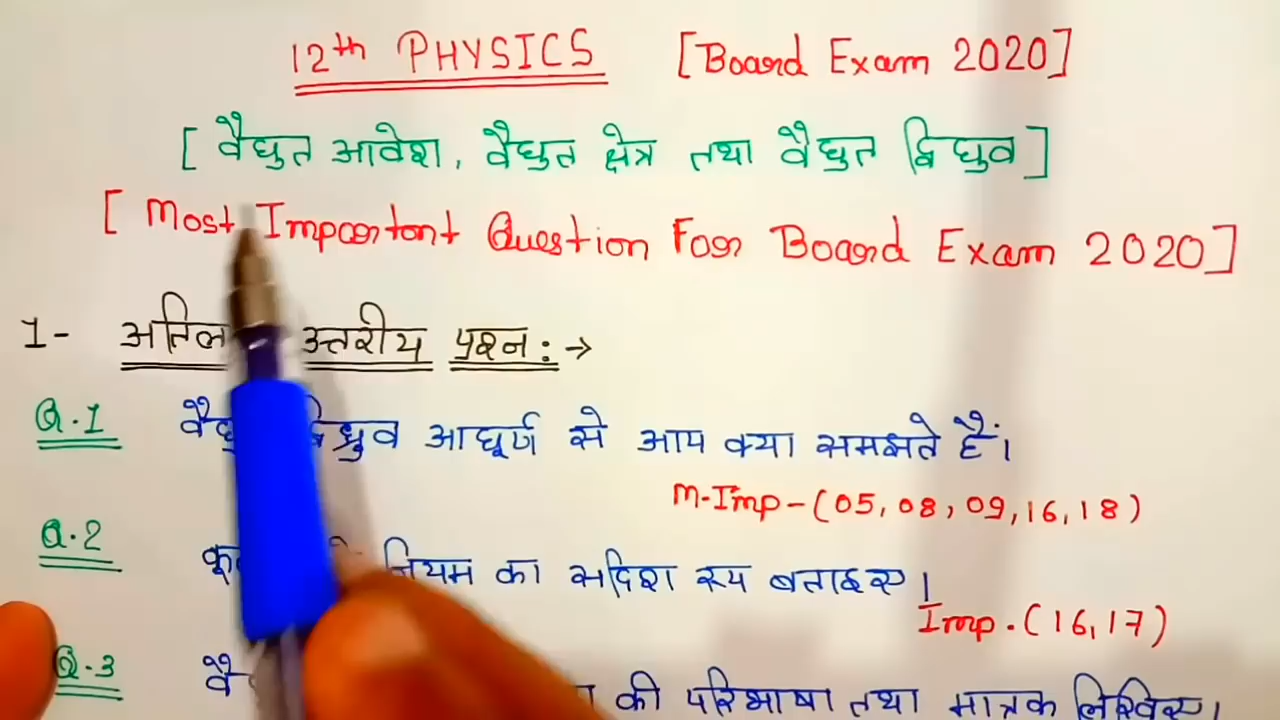 12th PHYSICS [Board Exam 2020]
[ वैद्युत आवेश, वैद्युत क्षेत्र तथा वैद्युत द्विध्रुव ]
[ Most Important Question For Board Exam 2020 ]
1- उत्तरीय प्रश्न :→
Q.1 आघूर्ण से आप क्या समझते हैं।
M-Imp-(05, 08, 09, 16, 18)
Q.2 नियम का सदिश रूप बताइए।
Imp.(16, 17)
Q.3 की परिभाषा तथा मात्रक लिखिए।